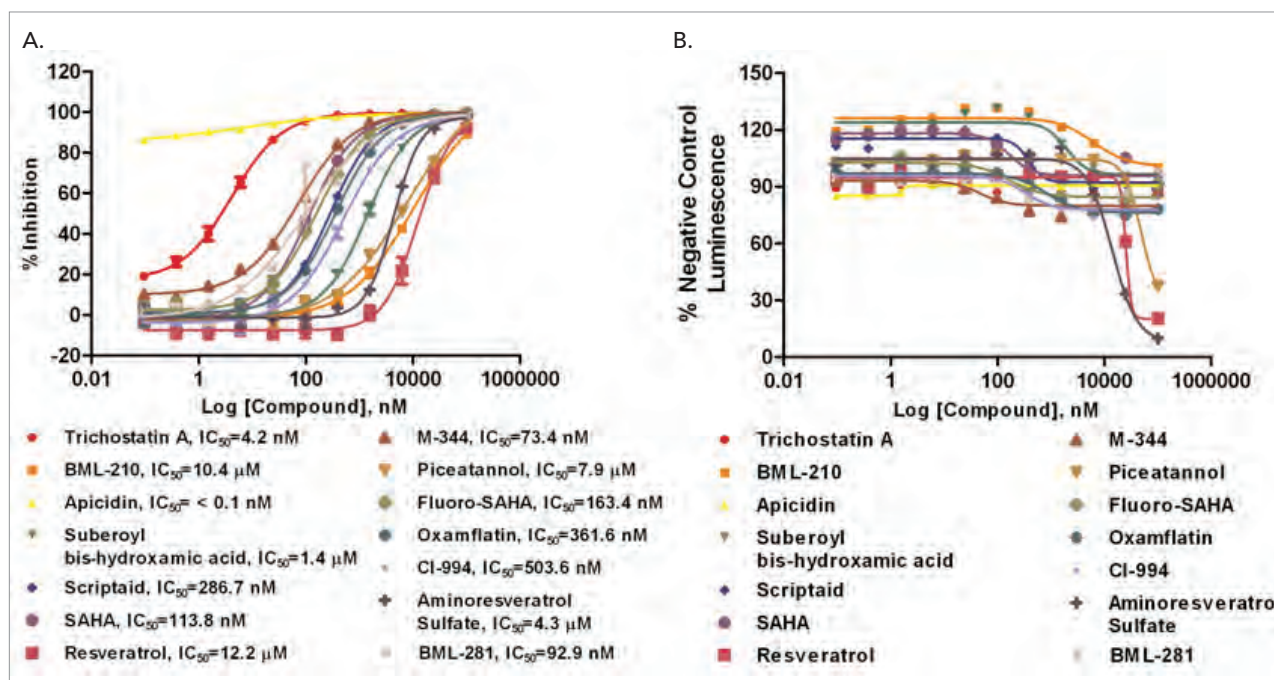 A.
120
100
80
60
40
20
0
-20
% Inhibition
0.01
1
100
10000
1000000
Log [Compound], nM
Trichostatin A, IC₅₀=4.2 nM
BML-210, IC₅₀=10.4 μM
Apicidin, IC₅₀= < 0.1 nM
Suberoyl
bis-hydroxamic acid, IC₅₀=1.4 μM
Scriptaid, IC₅₀=286.7 nM
SAHA, IC₅₀=113.8 nM
Resveratrol, IC₅₀=12.2 μM
M-344, IC₅₀=73.4 nM
Piceatannol, IC₅₀=7.9 μM
Fluoro-SAHA, IC₅₀=163.4 nM
Oxamflatin, IC₅₀=361.6 nM
CI-994, IC₅₀=503.6 nM
Aminoresveratrol
Sulfate, IC₅₀=4.3 μM
BML-281, IC₅₀=92.9 nM
B.
150
120
90
60
30
0
% Negative Control
Luminescence
0.01
1
100
10000
1000000
Log [Compound], nM
Trichostatin A
BML-210
Apicidin
Suberoyl
bis-hydroxamic acid
Scriptaid
SAHA
Resveratrol
M-344
Piceatannol
Fluoro-SAHA
Oxamflatin
CI-994
Aminoresveratro
Sulfate
BML-281